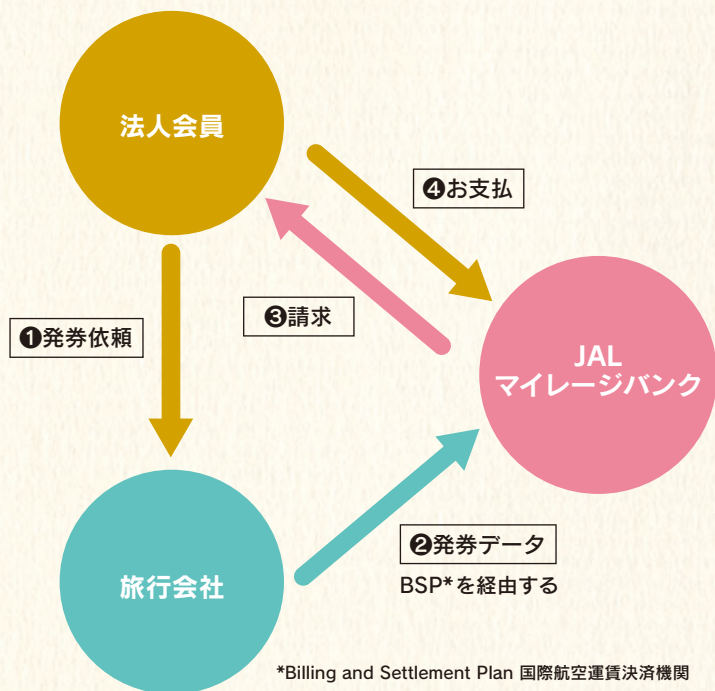 法人会員
❹お支払
❸請求
❶発券依頼
JAL
マイレージバンク
❷発券データ
BSP*を経由する
旅行会社
*Billing and Settlement Plan 国際航空運賃決済機関